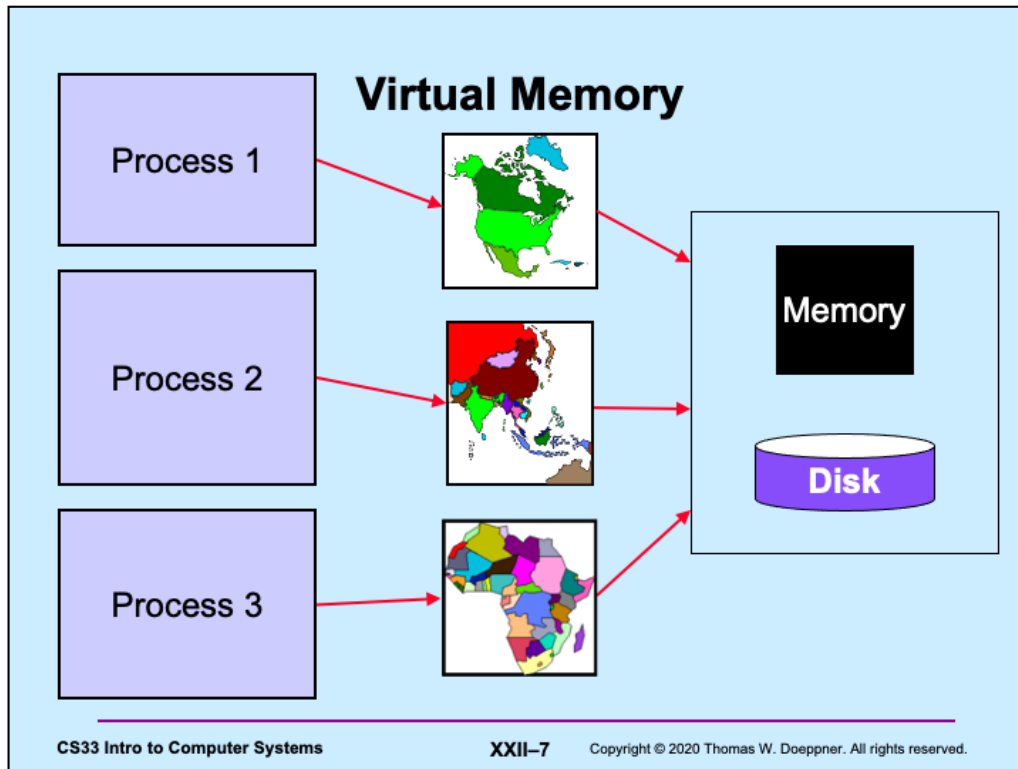 Virtual Memory
Process 1
Process 2
Process 3
Memory
Disk
CS33 Intro to Computer Systems
XXII–7
Copyright © 2020 Thomas W. Doeppner. All rights reserved.